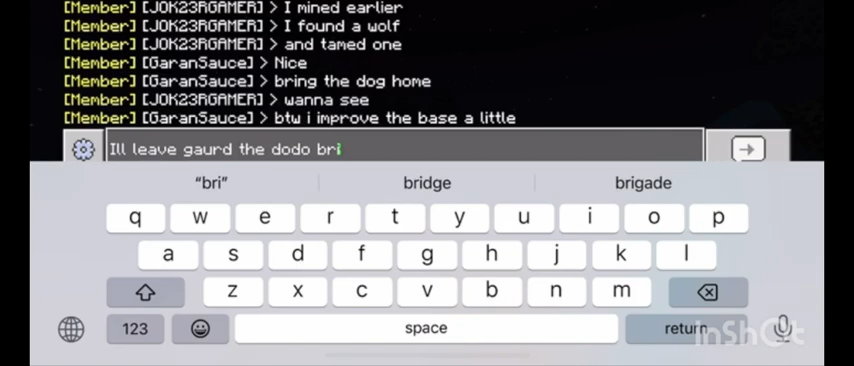 [Member] [JOK23RGAMER] > I mined earlier
[Member] [JOK23RGAMER] > I found a wolf
[Member] [JOK23RGAMER] > and tamed one
[Member] [GaranSauce] > Nice
[Member] [GaranSauce] > bring the dog home
[Member] [JOK23RGAMER] > wanna see
[Member] [GaranSauce] > btw i improve the base a little
Ill leave gaurd the dodo bri
“bri” bridge brigade
q w e r t y u i o p
a s d f g h j k l
z x c v b n m
123 space return
InShOt